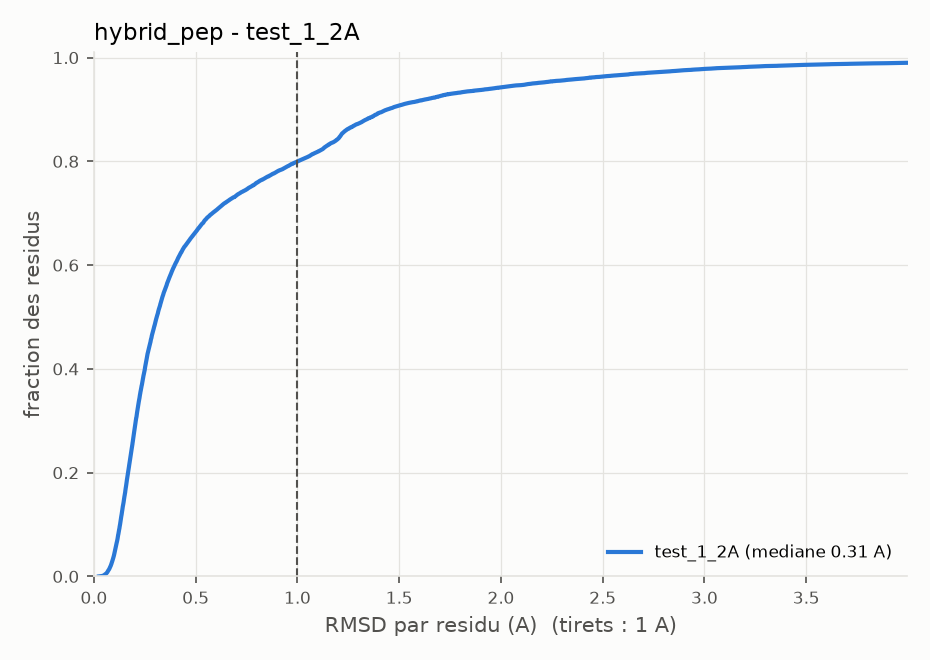 hybrid_pep - test_1_2A
1.0
0.8
0.6
0.4
0.2
0.0
fraction des residus
test_1_2A (mediane 0.31 A)
0.0 0.5 1.0 1.5 2.0 2.5 3.0 3.5
RMSD par residu (A) (tirets : 1 A)